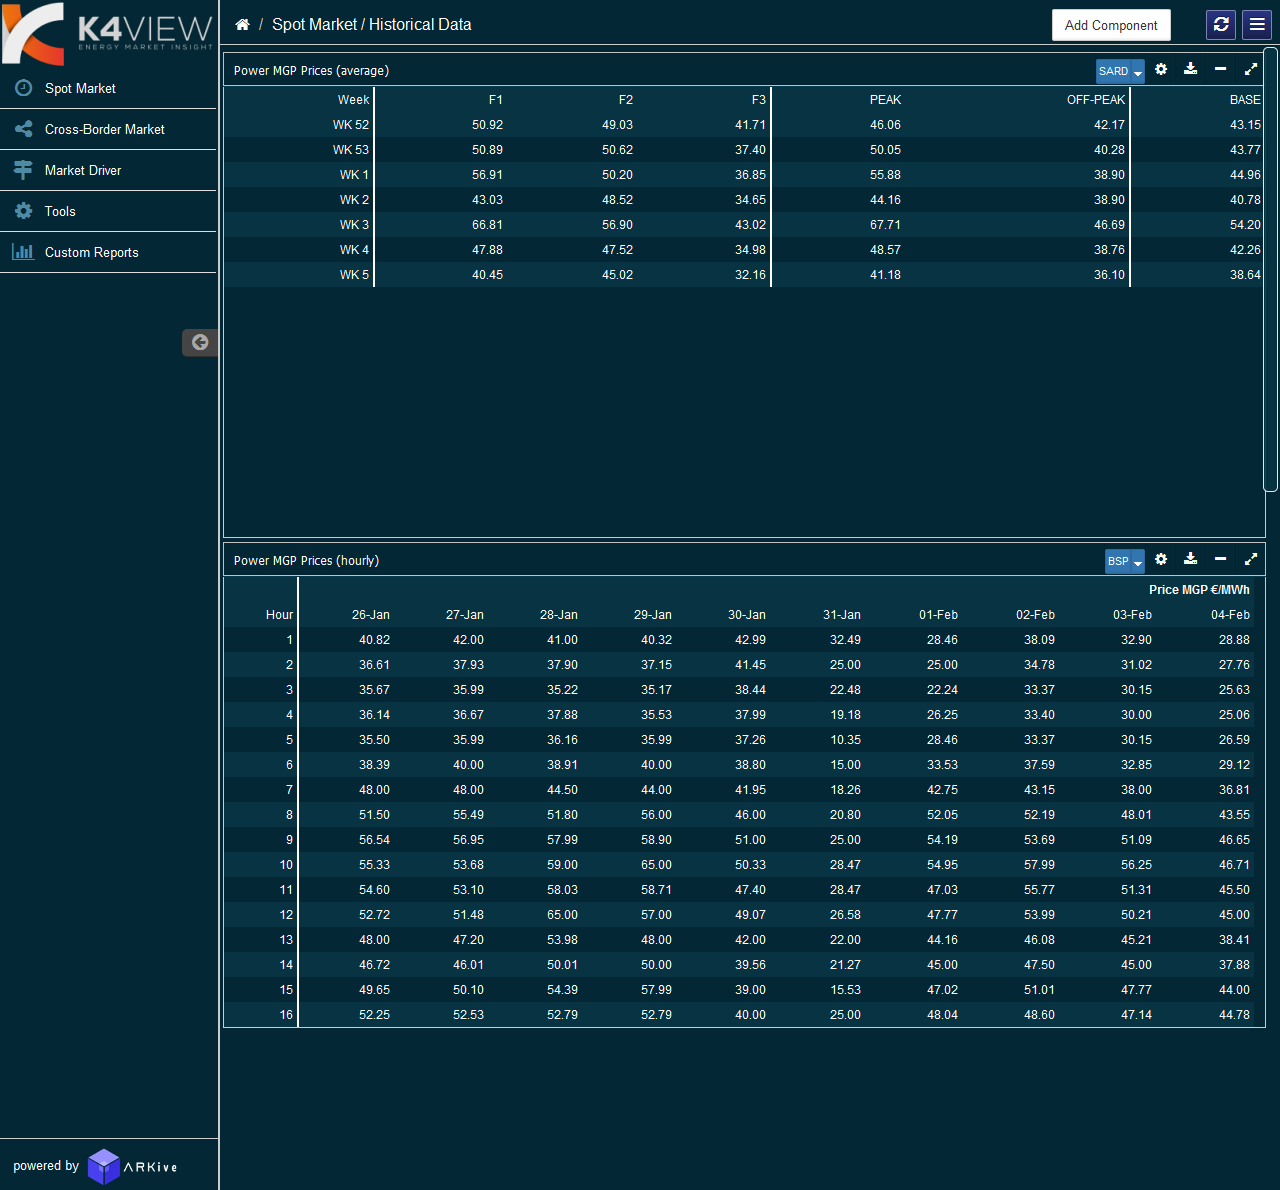 K4VIEW
ENERGY MARKET INSIGHT
Spot Market
Cross-Border Market
Market Driver
Tools
Custom Reports
powered by ARKive
/ Spot Market / Historical Data
Add Component
Power MGP Prices (average)
SARD
Week F1 F2 F3 PEAK OFF-PEAK BASE
WK 52 50.92 49.03 41.71 46.06 42.17 43.15
WK 53 50.89 50.62 37.40 50.05 40.28 43.77
WK 1 56.91 50.20 36.85 55.88 38.90 44.96
WK 2 43.03 48.52 34.65 44.16 38.90 40.78
WK 3 66.81 56.90 43.02 67.71 46.69 54.20
WK 4 47.88 47.52 34.98 48.57 38.76 42.26
WK 5 40.45 45.02 32.16 41.18 36.10 38.64
Power MGP Prices (hourly)
BSP
Price MGP €/MWh
Hour 26-Jan 27-Jan 28-Jan 29-Jan 30-Jan 31-Jan 01-Feb 02-Feb 03-Feb 04-Feb
1 40.82 42.00 41.00 40.32 42.99 32.49 28.46 38.09 32.90 28.88
2 36.61 37.93 37.90 37.15 41.45 25.00 25.00 34.78 31.02 27.76
3 35.67 35.99 35.22 35.17 38.44 22.48 22.24 33.37 30.15 25.63
4 36.14 36.67 37.88 35.53 37.99 19.18 26.25 33.40 30.00 25.06
5 35.50 35.99 36.16 35.99 37.26 10.35 28.46 33.37 30.15 26.59
6 38.39 40.00 38.91 40.00 38.80 15.00 33.53 37.59 32.85 29.12
7 48.00 48.00 44.50 44.00 41.95 18.26 42.75 43.15 38.00 36.81
8 51.50 55.49 51.80 56.00 46.00 20.80 52.05 52.19 48.01 43.55
9 56.54 56.95 57.99 58.90 51.00 25.00 54.19 53.69 51.09 46.65
10 55.33 53.68 59.00 65.00 50.33 28.47 54.95 57.99 56.25 46.71
11 54.60 53.10 58.03 58.71 47.40 28.47 47.03 55.77 51.31 45.50
12 52.72 51.48 65.00 57.00 49.07 26.58 47.77 53.99 50.21 45.00
13 48.00 47.20 53.98 48.00 42.00 22.00 44.16 46.08 45.21 38.41
14 46.72 46.01 50.01 50.00 39.56 21.27 45.00 47.50 45.00 37.88
15 49.65 50.10 54.39 57.99 39.00 15.53 47.02 51.01 47.77 44.00
16 52.25 52.53 52.79 52.79 40.00 25.00 48.04 48.60 47.14 44.78